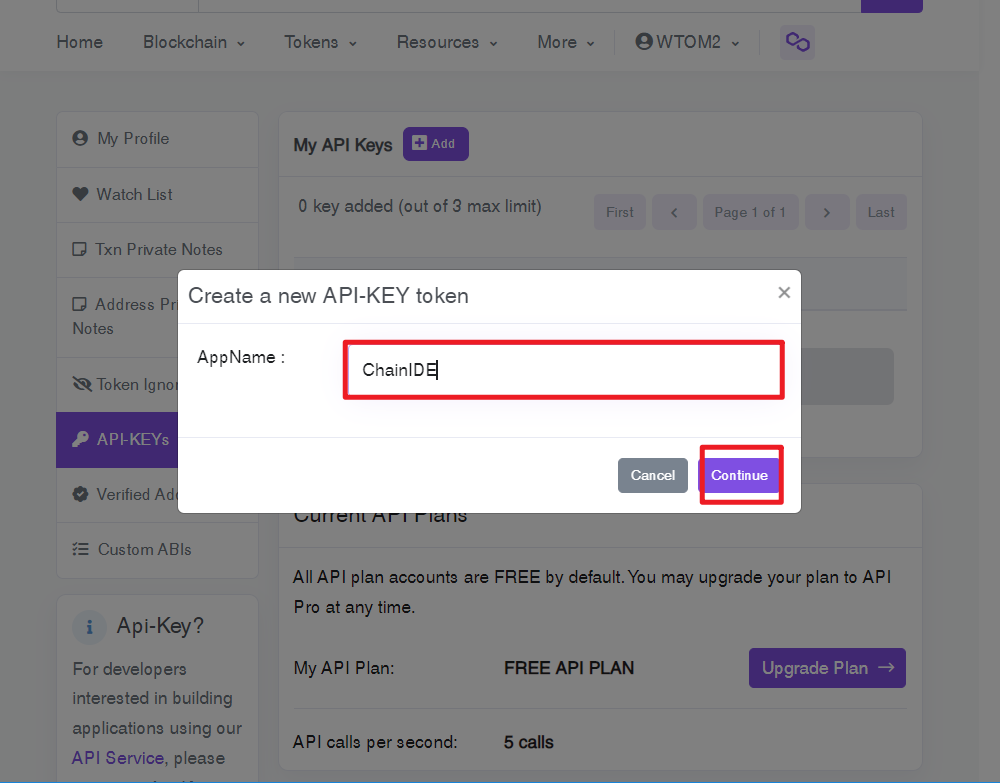 Home Blockchain Tokens Resources More WTOM2
My Profile
Watch List
Txn Private Notes
Address Pri
Notes
Token Ignor
API-KEYs
Verified Add
Custom ABIs
My API Keys Add
0 key added (out of 3 max limit) First Page 1 of 1 Last
Create a new API-KEY token ×
AppName : ChainIDE
Cancel Continue
Current API Plans
All API plan accounts are FREE by default. You may upgrade your plan to API
Pro at any time.
My API Plan: FREE API PLAN Upgrade Plan →
API calls per second: 5 calls
Api-Key?
For developers
interested in building
applications using our
API Service, please